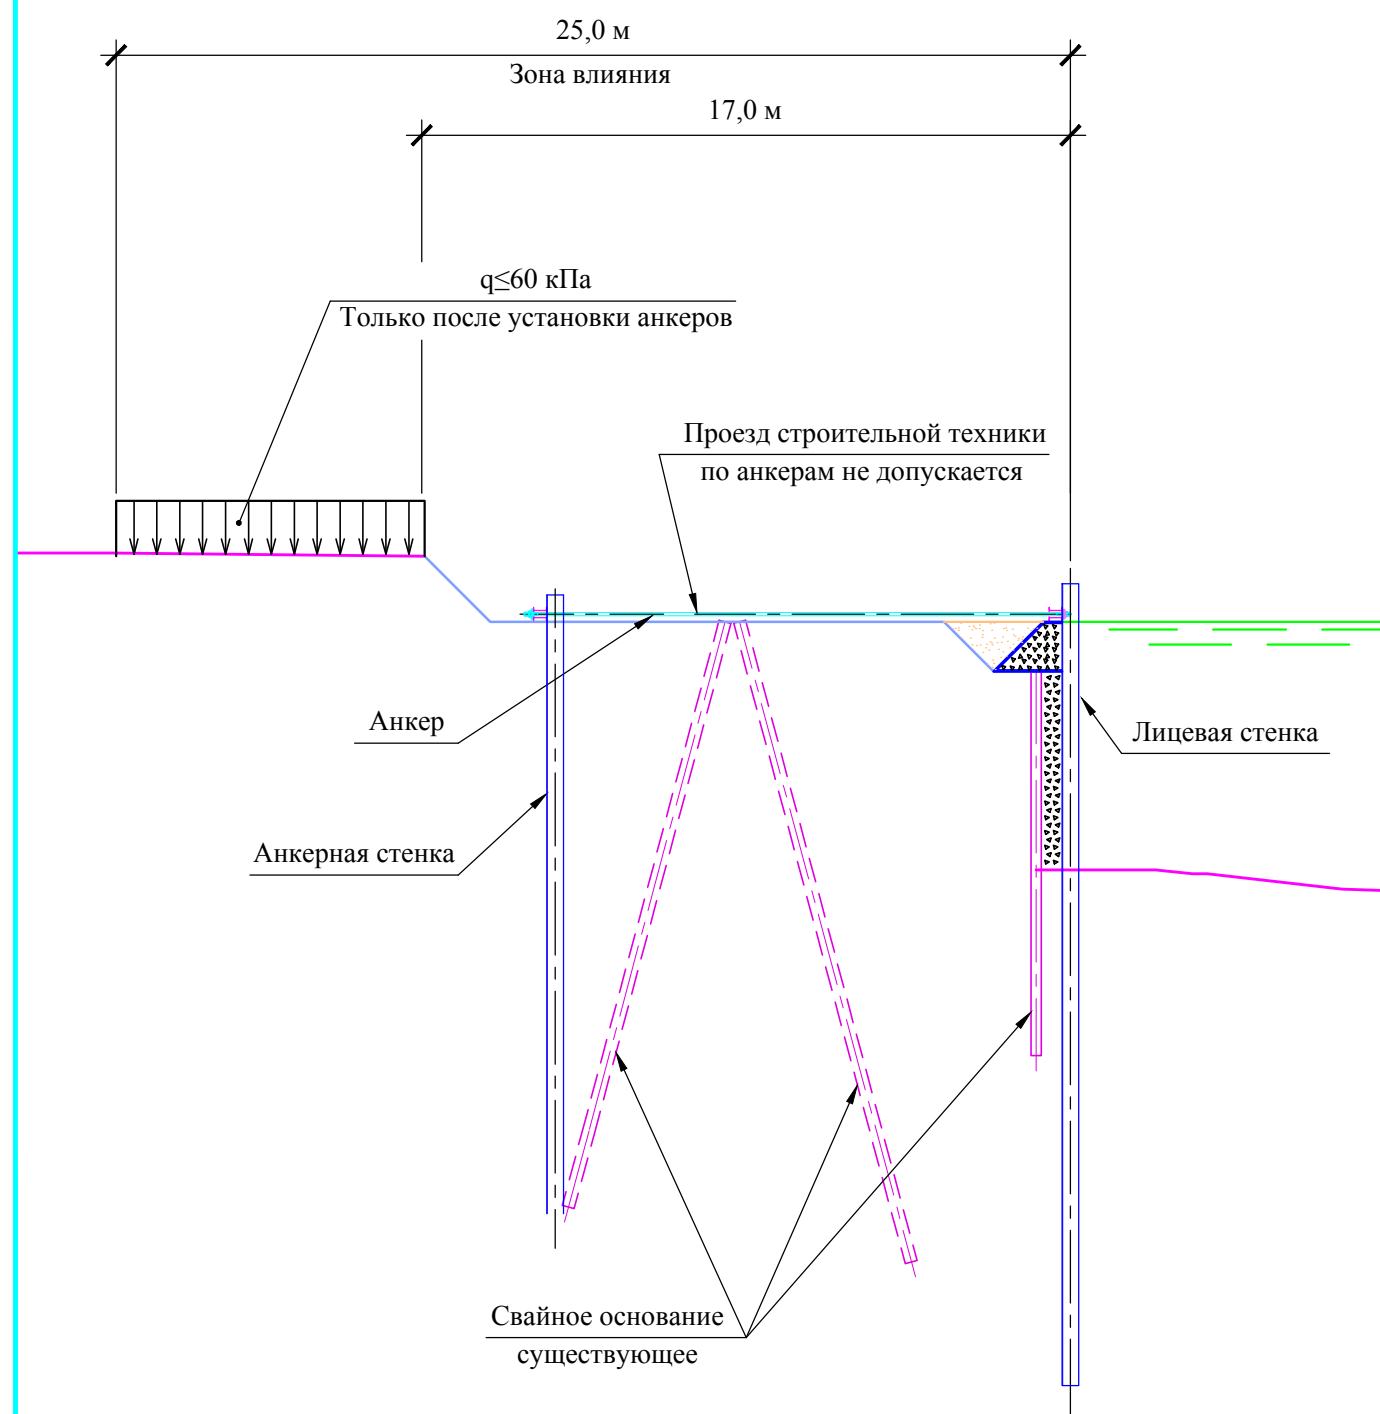 25,0 м
Зона влияния
17,0 м
q≤60 кПа
Только после установки анкеров
Проезд строительной техники
по анкерам не допускается
Анкер
Лицевая стенка
Анкерная стенка
Свайное основание
существующее